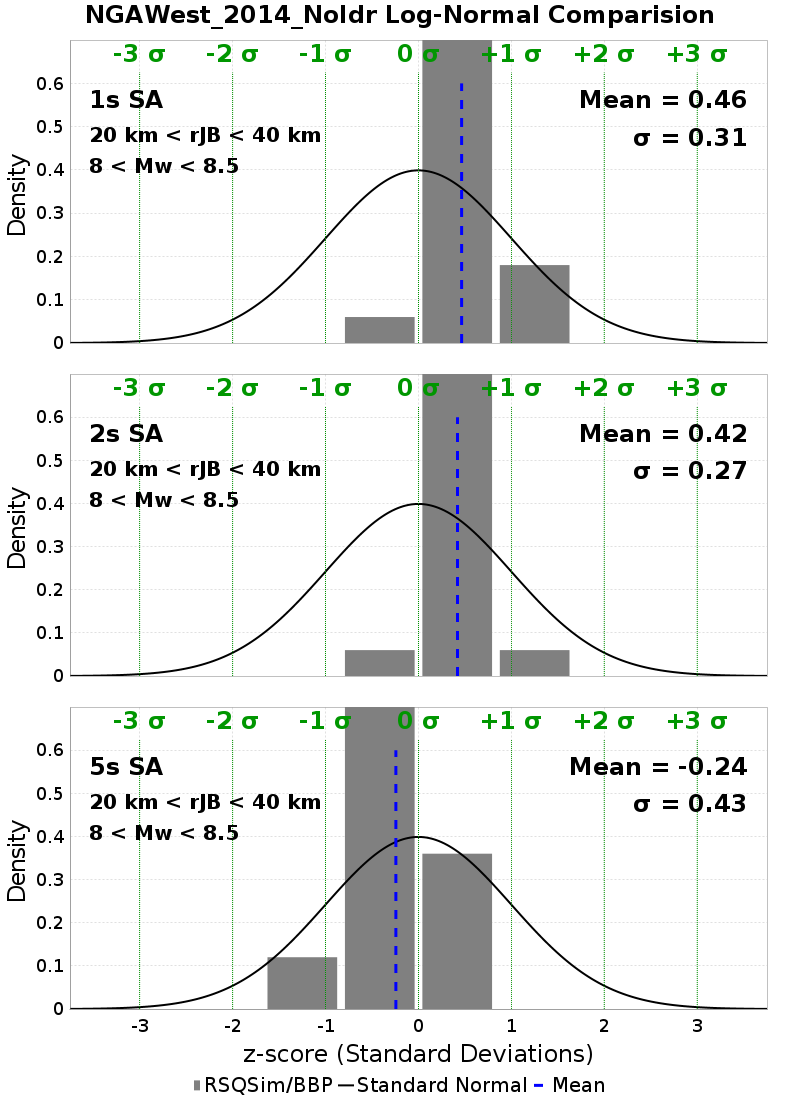 NGAWest_2014_NoIdr Log-Normal Comparision
-3 σ -2 σ -1 σ 0 σ +1 σ +2 σ +3 σ
0.6
1s SA Mean = 0.46
0.5
20 km < rJB < 40 km σ = 0.31
8 < Mw < 8.5
0.4
Density
0.3
0.2
0.1
0
-3 σ -2 σ -1 σ 0 σ +1 σ +2 σ +3 σ
0.6
2s SA Mean = 0.42
0.5
20 km < rJB < 40 km σ = 0.27
8 < Mw < 8.5
0.4
Density
0.3
0.2
0.1
0
-3 σ -2 σ -1 σ 0 σ +1 σ +2 σ +3 σ
0.6
5s SA Mean = -0.24
0.5
20 km < rJB < 40 km σ = 0.43
8 < Mw < 8.5
0.4
Density
0.3
0.2
0.1
0
-3 -2 -1 0 1 2 3
z-score (Standard Deviations)
RSQSim/BBP Standard Normal Mean